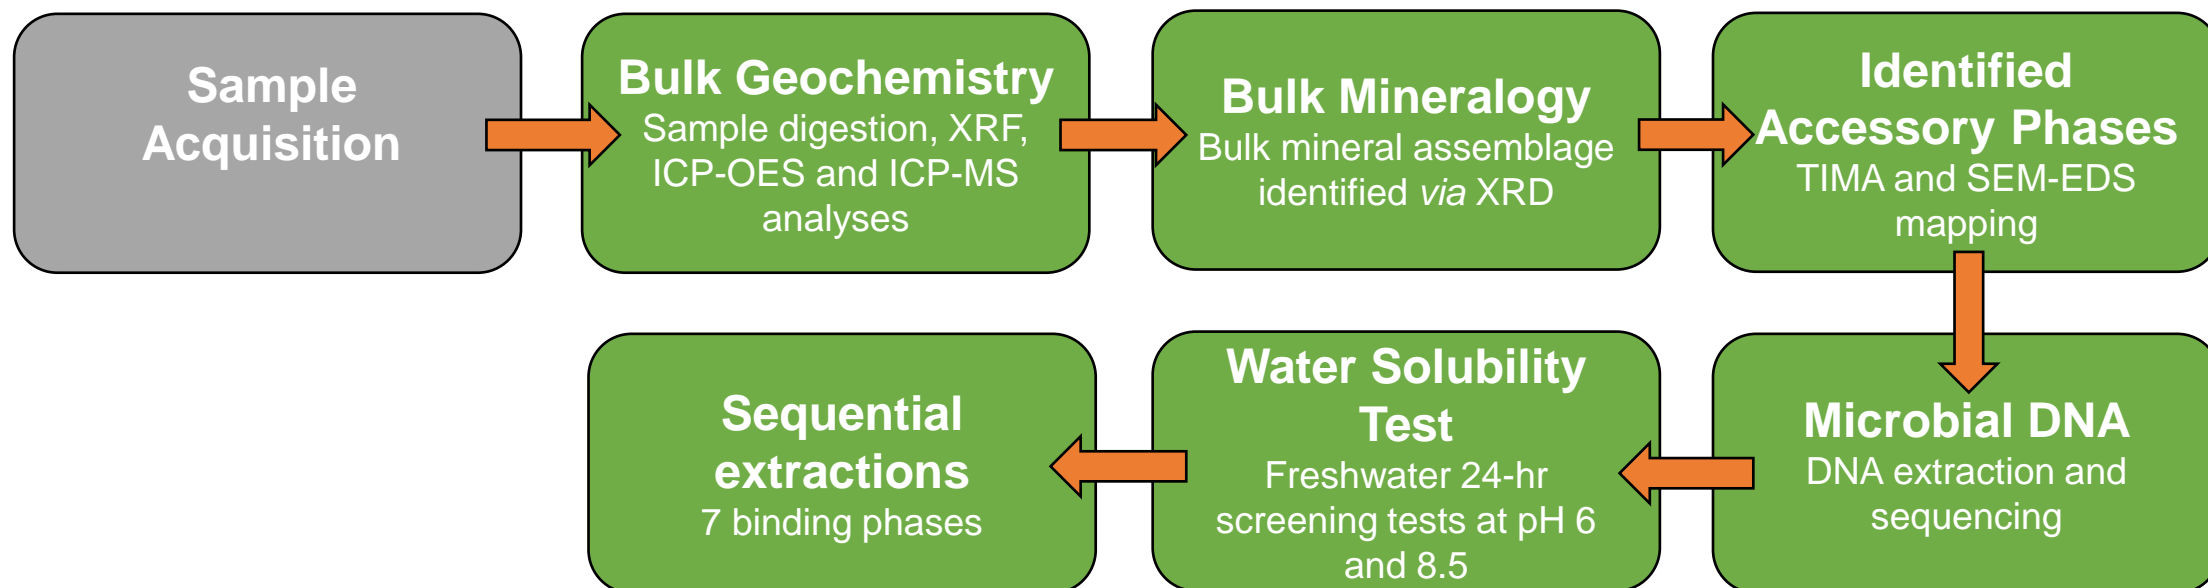 Sample
Acquisition
Bulk Geochemistry
Sample digestion, XRF,
ICP-OES and ICP-MS
analyses
Bulk Mineralogy
Bulk mineral assemblage
identified via XRD
Identified
Accessory Phases
TIMA and SEM-EDS
mapping
Microbial DNA
DNA extraction and
sequencing
Water Solubility
Test
Freshwater 24-hr
screening tests at pH 6
and 8.5
Sequential
extractions
7 binding phases